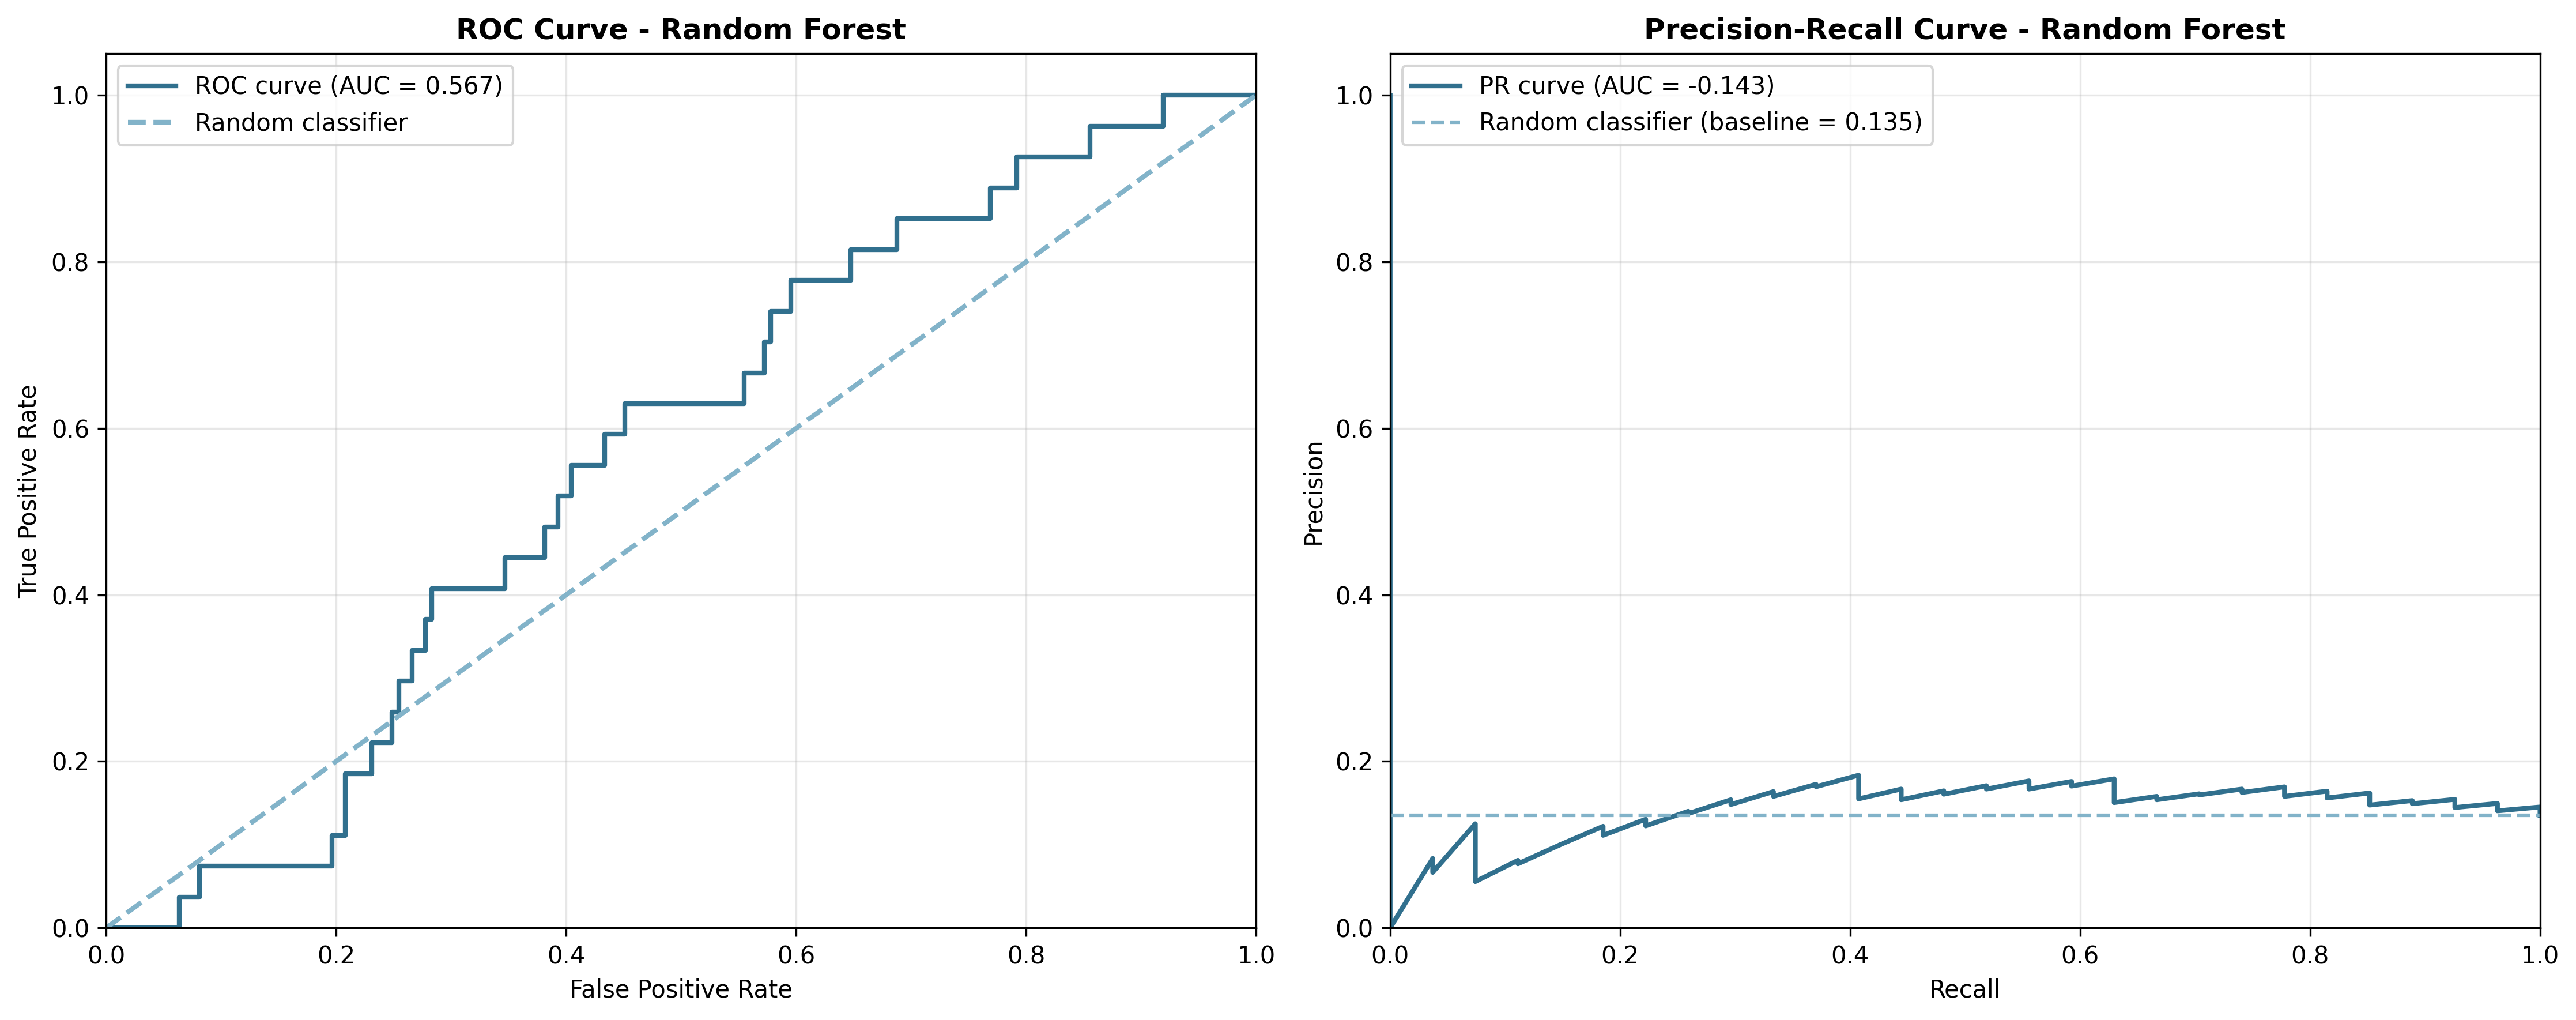 ROC Curve - Random Forest
ROC curve (AUC = 0.567)
Random classifier
True Positive Rate
1.0
0.8
0.6
0.4
0.2
0.0
0.0 0.2 0.4 0.6 0.8 1.0
False Positive Rate
Precision-Recall Curve - Random Forest
PR curve (AUC = -0.143)
Random classifier (baseline = 0.135)
Precision
1.0
0.8
0.6
0.4
0.2
0.0
0.0 0.2 0.4 0.6 0.8 1.0
Recall